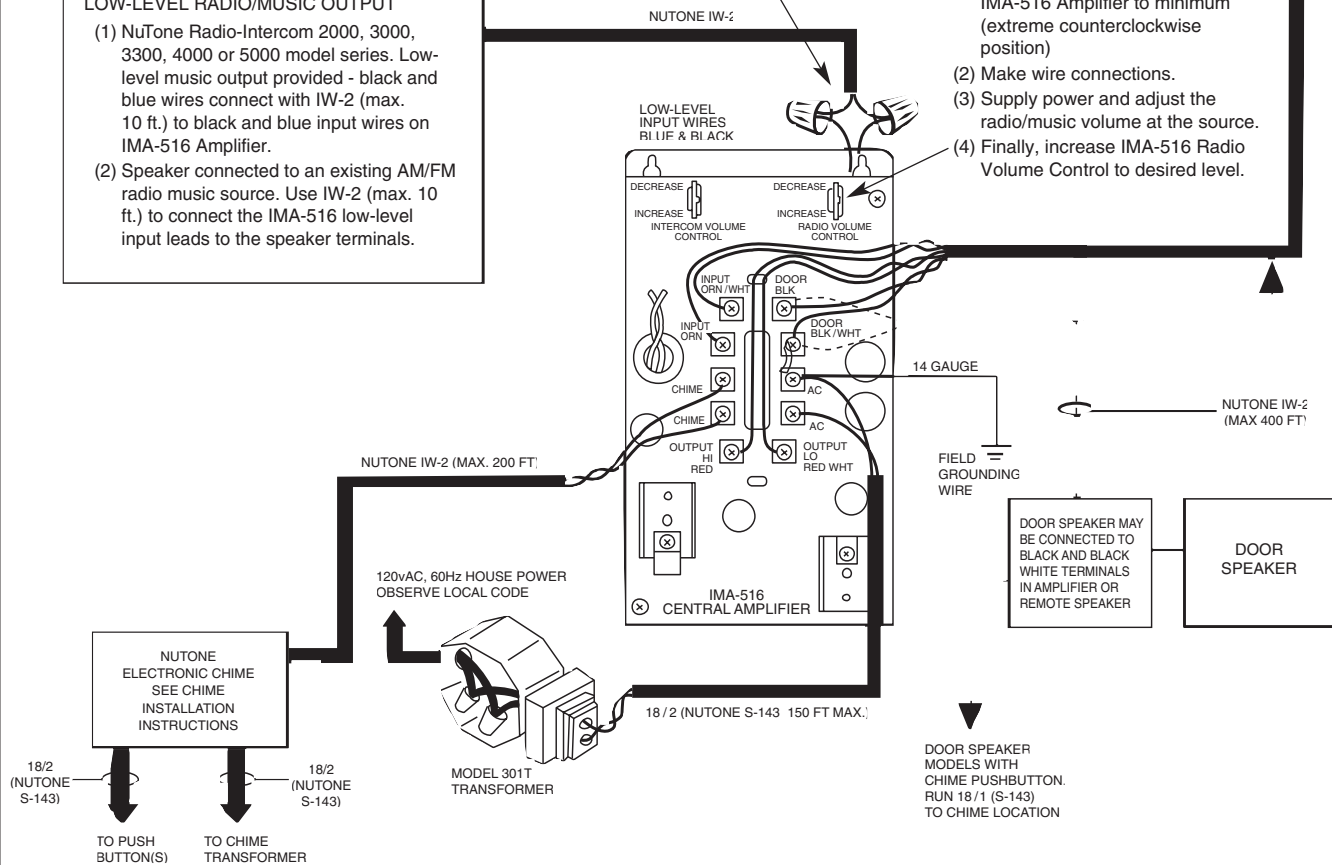 LOW-LEVEL RADIO/MUSIC OUTPUT
(1) NuTone Radio-Intercom 2000, 3000,
3300, 4000 or 5000 model series. Low-
level music output provided - black and
blue wires connect with IW-2 (max.
10 ft.) to black and blue input wires on
IMA-516 Amplifier.
(2) Speaker connected to an existing AM/FM
radio music source. Use IW-2 (max. 10
ft.) to connect the IMA-516 low-level
input leads to the speaker terminals.
NUTONE IW-2
IMA-516 Amplifier to minimum
(extreme counterclockwise
position)
(2) Make wire connections.
(3) Supply power and adjust the
radio/music volume at the source.
(4) Finally, increase IMA-516 Radio
Volume Control to desired level.
LOW-LEVEL
INPUT WIRES
BLUE & BLACK
DECREASE
INCREASE
INTERCOM VOLUME
CONTROL
DECREASE
INCREASE
RADIO VOLUME
CONTROL
INPUT
ORN/WHT
DOOR
BLK
INPUT
ORN
DOOR
BLK/WHT
CHIME
AC
CHIME
AC
OUTPUT
HI
RED
OUTPUT
LO
RED WHT
14 GAUGE
FIELD
GROUNDING
WIRE
NUTONE IW-2
(MAX 400 FT)
NUTONE IW-2 (MAX. 200 FT)
DOOR SPEAKER MAY
BE CONNECTED TO
BLACK AND BLACK
WHITE TERMINALS
IN AMPLIFIER OR
REMOTE SPEAKER
DOOR
SPEAKER
IMA-516
CENTRAL AMPLIFIER
120vAC, 60Hz HOUSE POWER
OBSERVE LOCAL CODE
NUTONE
ELECTRONIC CHIME
SEE CHIME
INSTALLATION
INSTRUCTIONS
18/2 (NUTONE S-143 150 FT MAX.)
MODEL 301T
TRANSFORMER
18/2
(NUTONE
S-143)
18/2
(NUTONE
S-143)
TO PUSH
BUTTON(S)
TO CHIME
TRANSFORMER
DOOR SPEAKER
MODELS WITH
CHIME PUSHBUTTON.
RUN 18/1 (S-143)
TO CHIME LOCATION